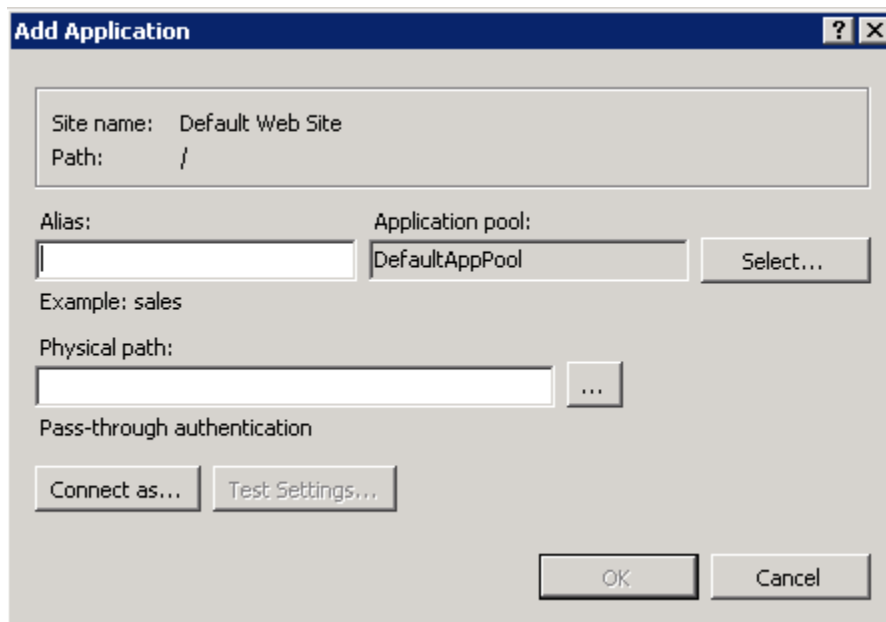 Add Application
Site name: Default Web Site
Path: /
Alias: Application pool:
DefaultAppPool Select...
Example: sales
Physical path:
...
Pass-through authentication
Connect as... Test Settings...
OK Cancel